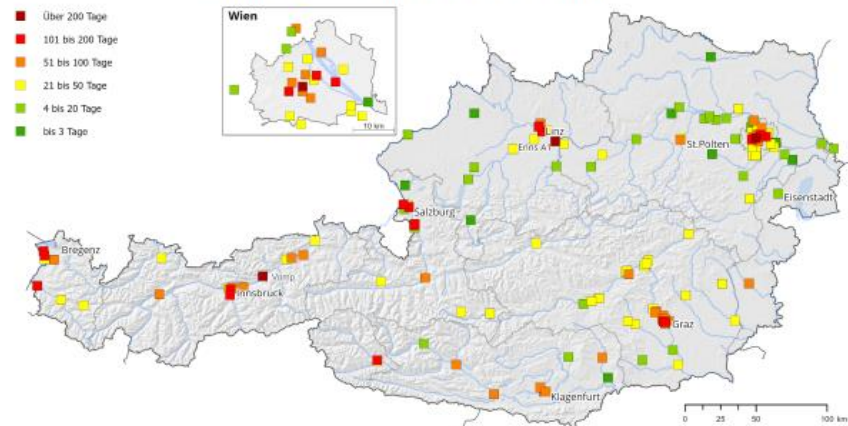 Über 200 Tage
101 bis 200 Tage
51 bis 100 Tage
21 bis 50 Tage
4 bis 20 Tage
bis 3 Tage
Wien
10 km
Linz
Enns A1
St.Pölten
Eisenstadt
Salzburg
Bregenz
Vomp
Innsbruck
Graz
Klagenfurt
0 25 50 100 km